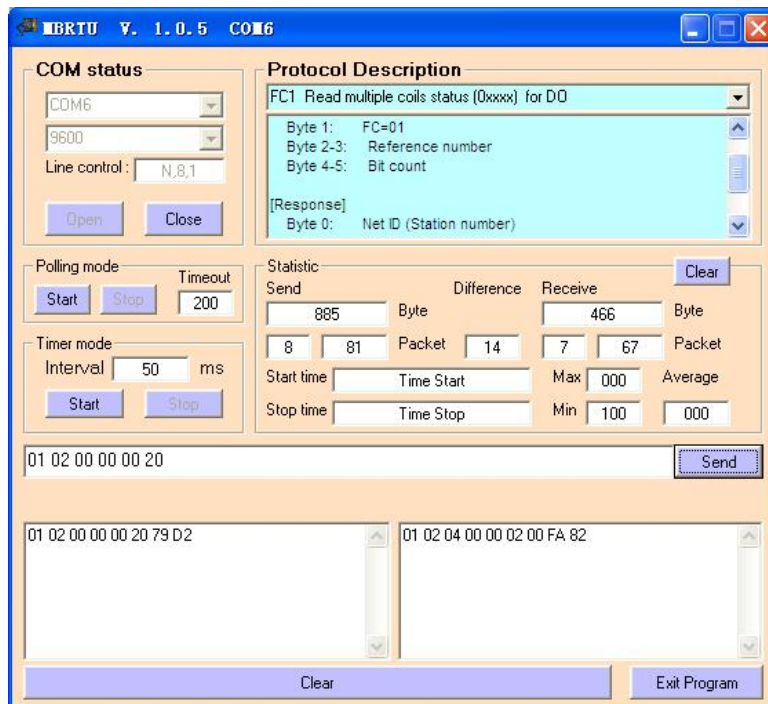 MBRTU V. 1.0.5 COM6
COM status
COM6
9600
Line control : N,8,1
Open Close
Protocol Description
FC1 Read multiple coils status (0xxxx) for DO
Byte 1: FC=01
Byte 2-3: Reference number
Byte 4-5: Bit count
[Response]
Byte 0: Net ID (Station number)
Polling mode
Timeout
Start Stop 200
Timer mode
Interval 50 ms
Start Stop
Statistic
Clear
Send Difference Receive
885 Byte 466 Byte
8 81 Packet 14 7 67 Packet
Start time Time Start Max 000 Average
Stop time Time Stop Min 100 000
01 02 00 00 00 20 Send
01 02 00 00 00 20 79 D2
01 02 04 00 00 02 00 FA 82
Clear Exit Program